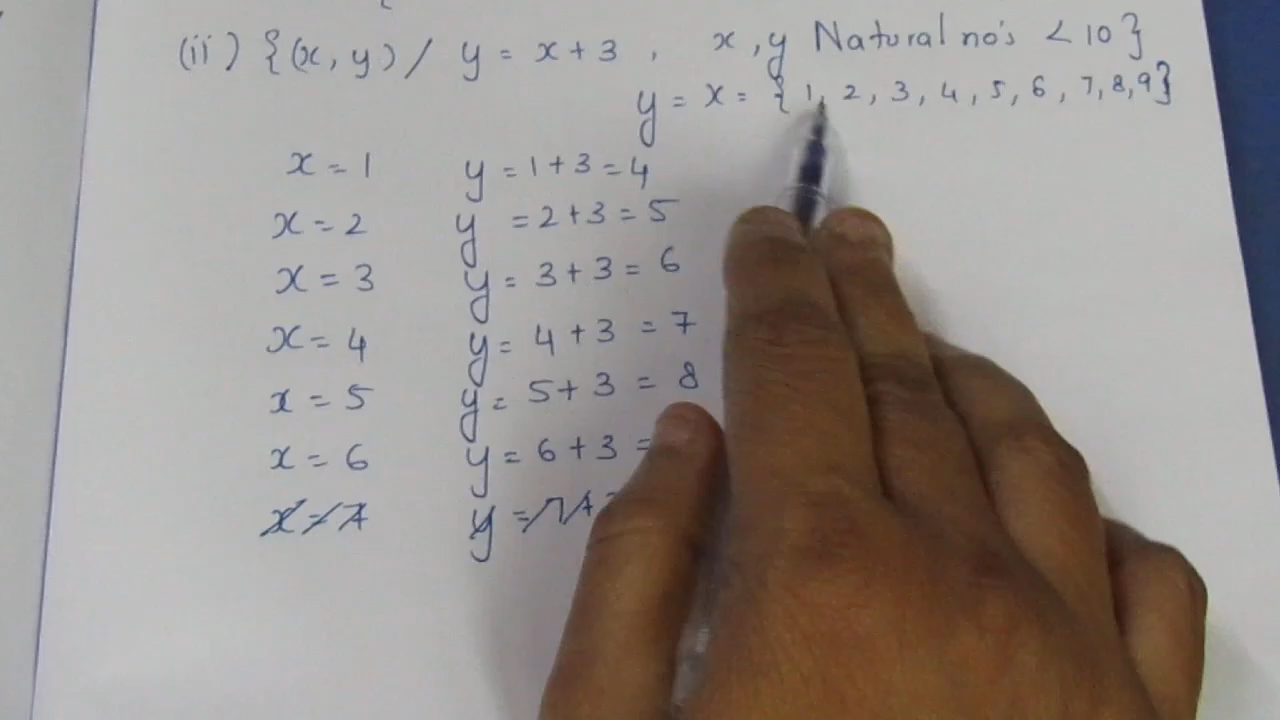 (ii) {(x, y) / y = x + 3 , x , y Natural no's < 10 }
y = x = { 1, 2 , 3 , 4 , 5 , 6 , 7, 8, 9}
x = 1 y = 1 + 3 = 4
x = 2 y = 2 + 3 = 5
x = 3 y = 3 + 3 = 6
x = 4 y = 4 + 3 = 7
x = 5 y = 5 + 3 = 8
x = 6 y = 6 + 3 =
x = 7 y =